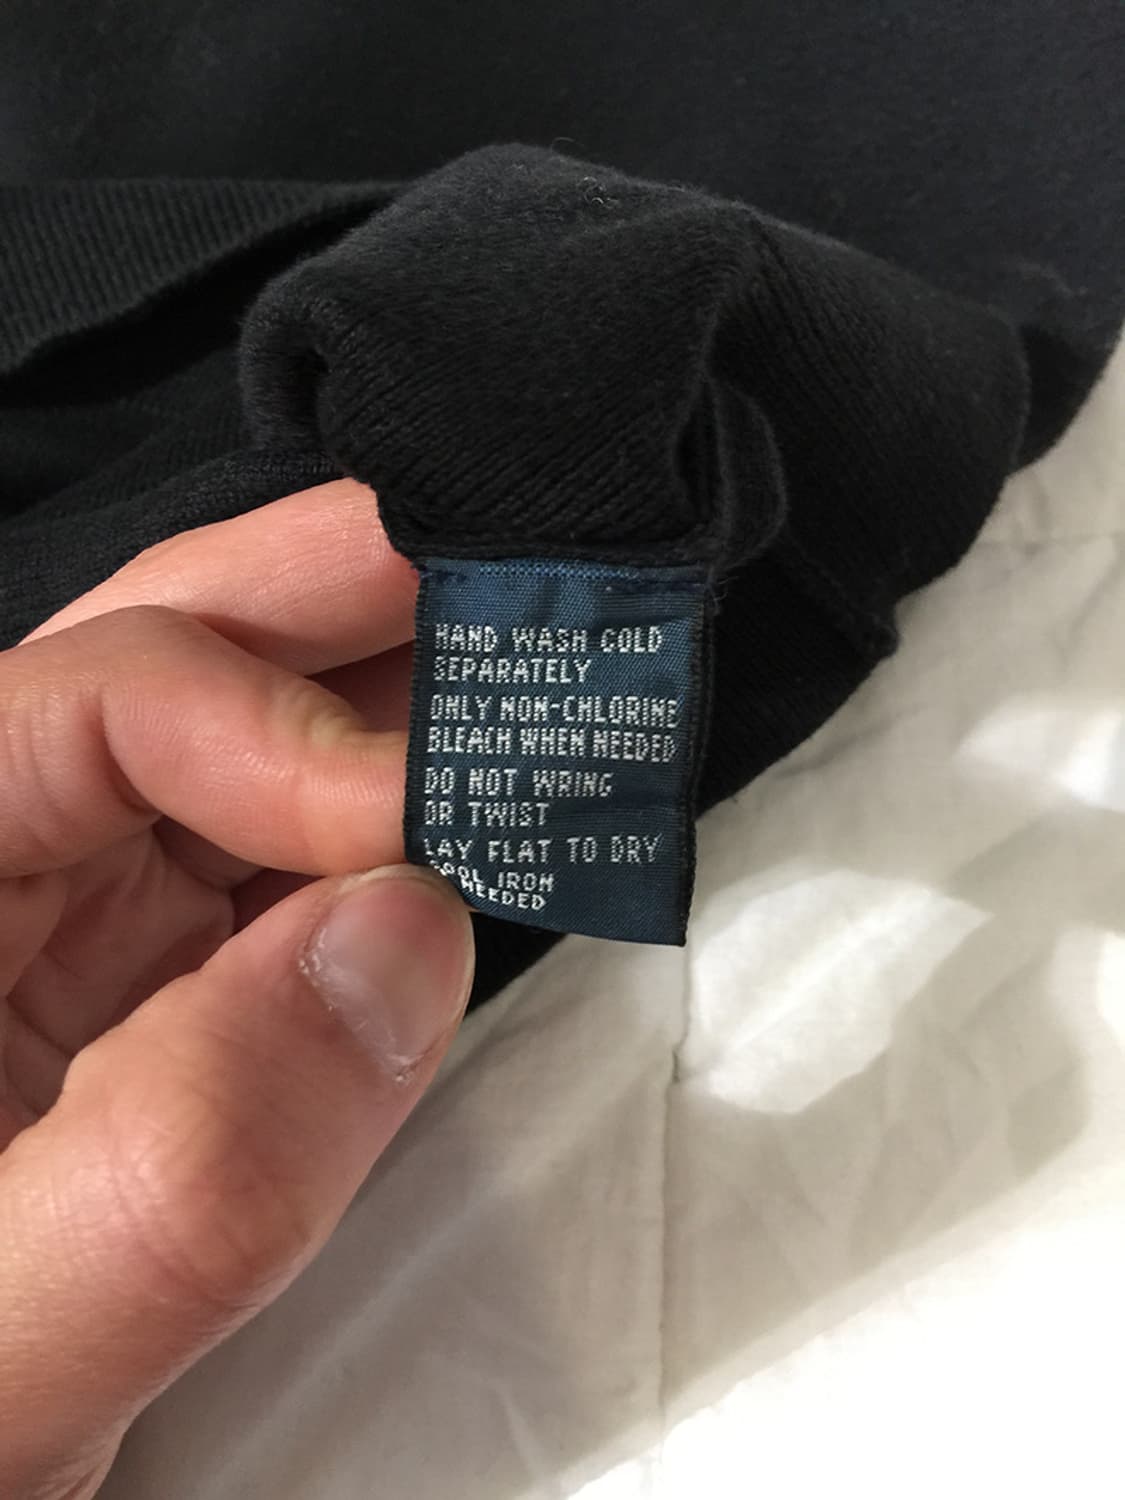 HAND WASH COLD
SEPARATELY
ONLY NON-CHLORINE
BLEACH WHEN NEEDED
DO NOT WRING
OR TWIST
LAY FLAT TO DRY
COOL IRON
NEEDED